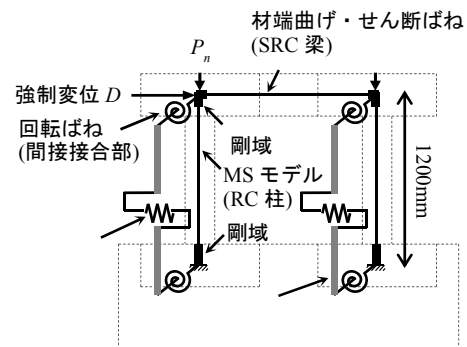 材端曲げ・せん断ばね
(SRC 梁)
Pn
強制変位 D
回転ばね
(間接接合部)
剛域
MS モデル
(RC 柱)
剛域
1200mm